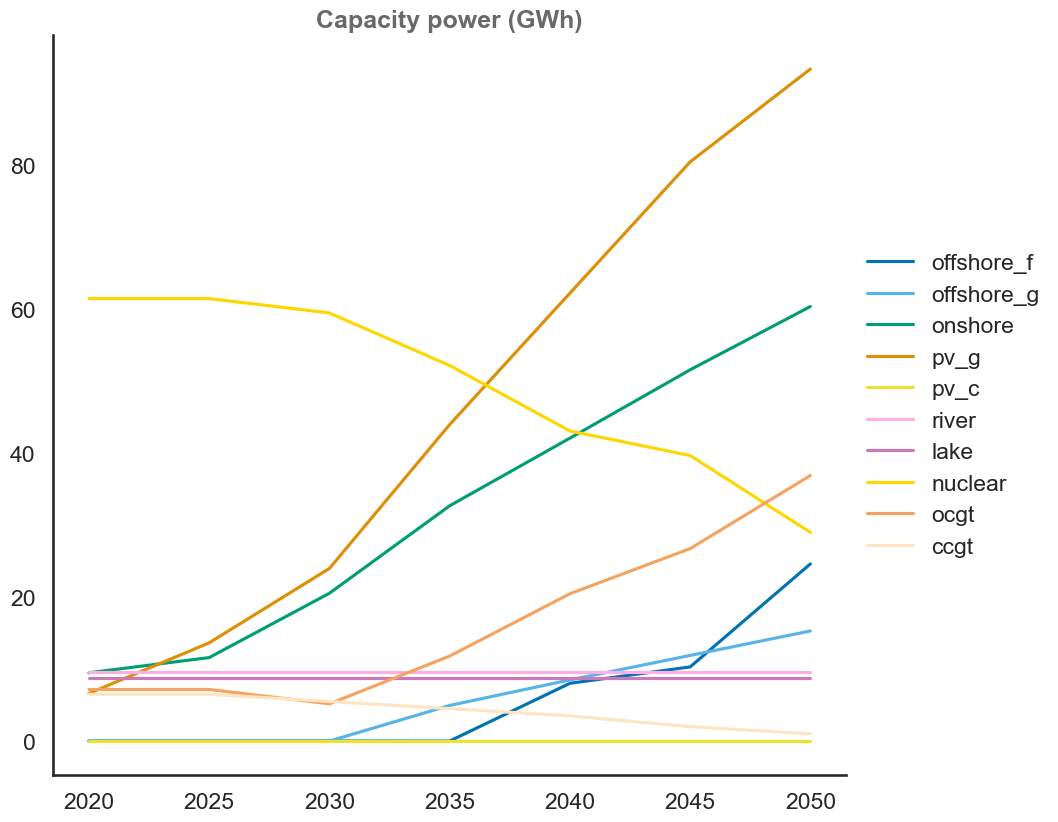 Capacity power (GWh)
80
60
40
20
0
2020 2025 2030 2035 2040 2045 2050
offshore_f
offshore_g
onshore
pv_g
pv_c
river
lake
nuclear
ocgt
ccgt